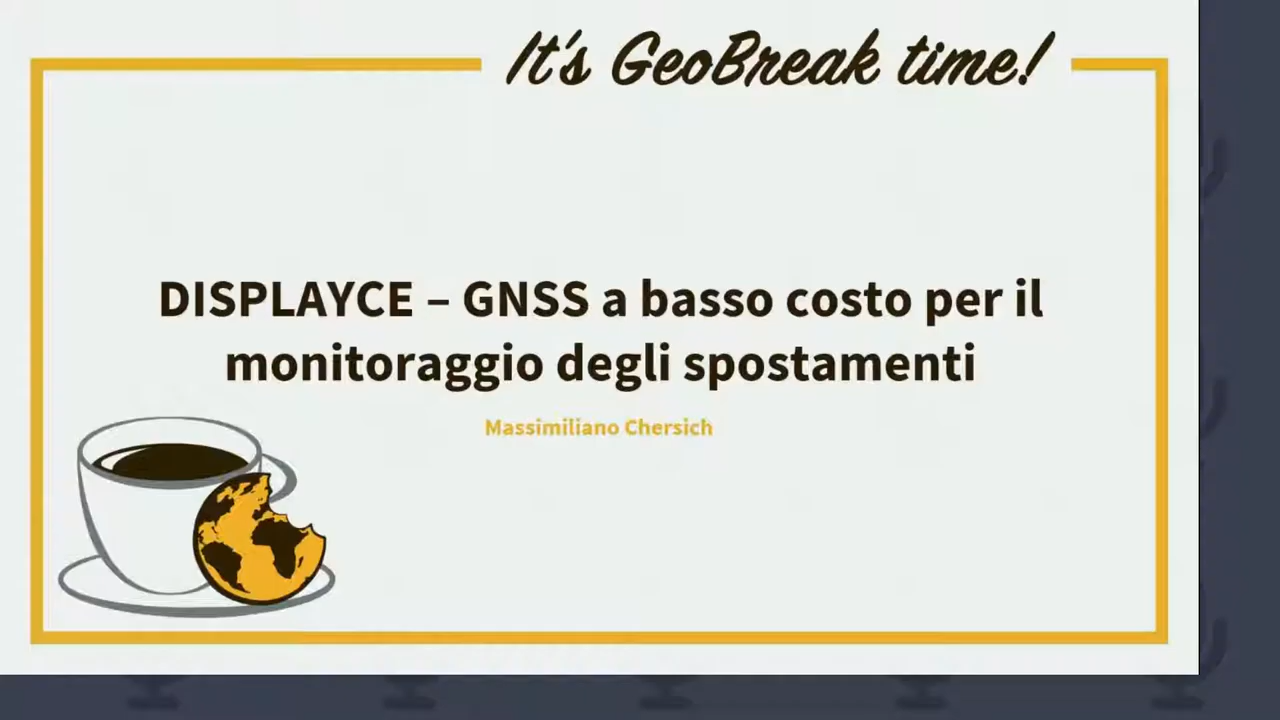 It's GeoBreak time!
DISPLAYCE – GNSS a basso costo per il
monitoraggio degli spostamenti
Massimiliano Chersich